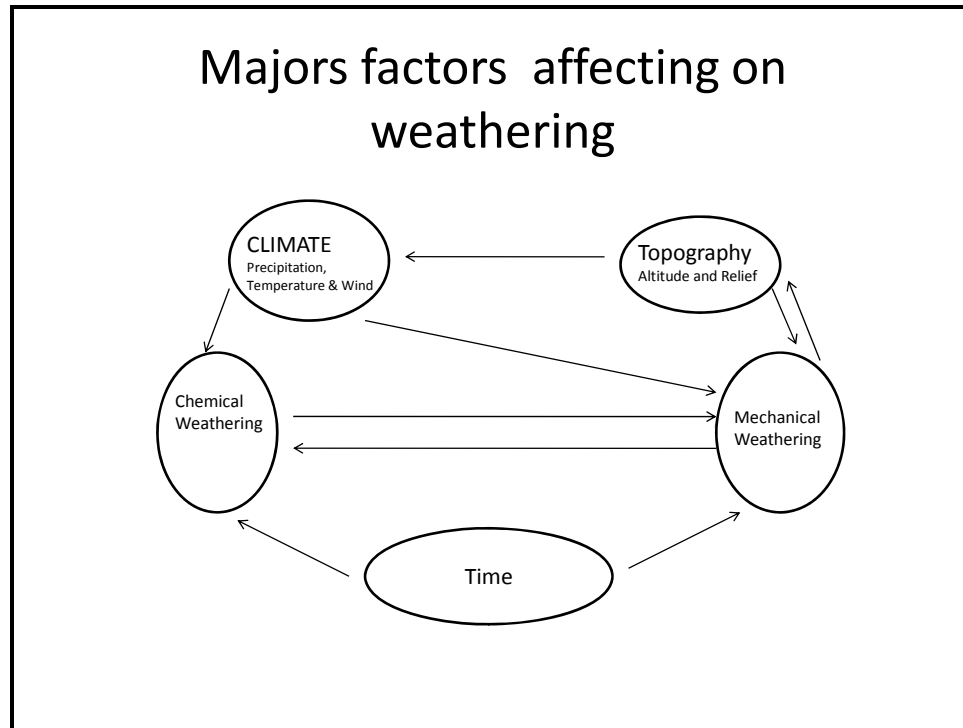 Majors factors affecting on
weathering
CLIMATE
Precipitation,
Temperature & Wind
Topography
Altitude and Relief
Chemical
Weathering
Mechanical
Weathering
Time